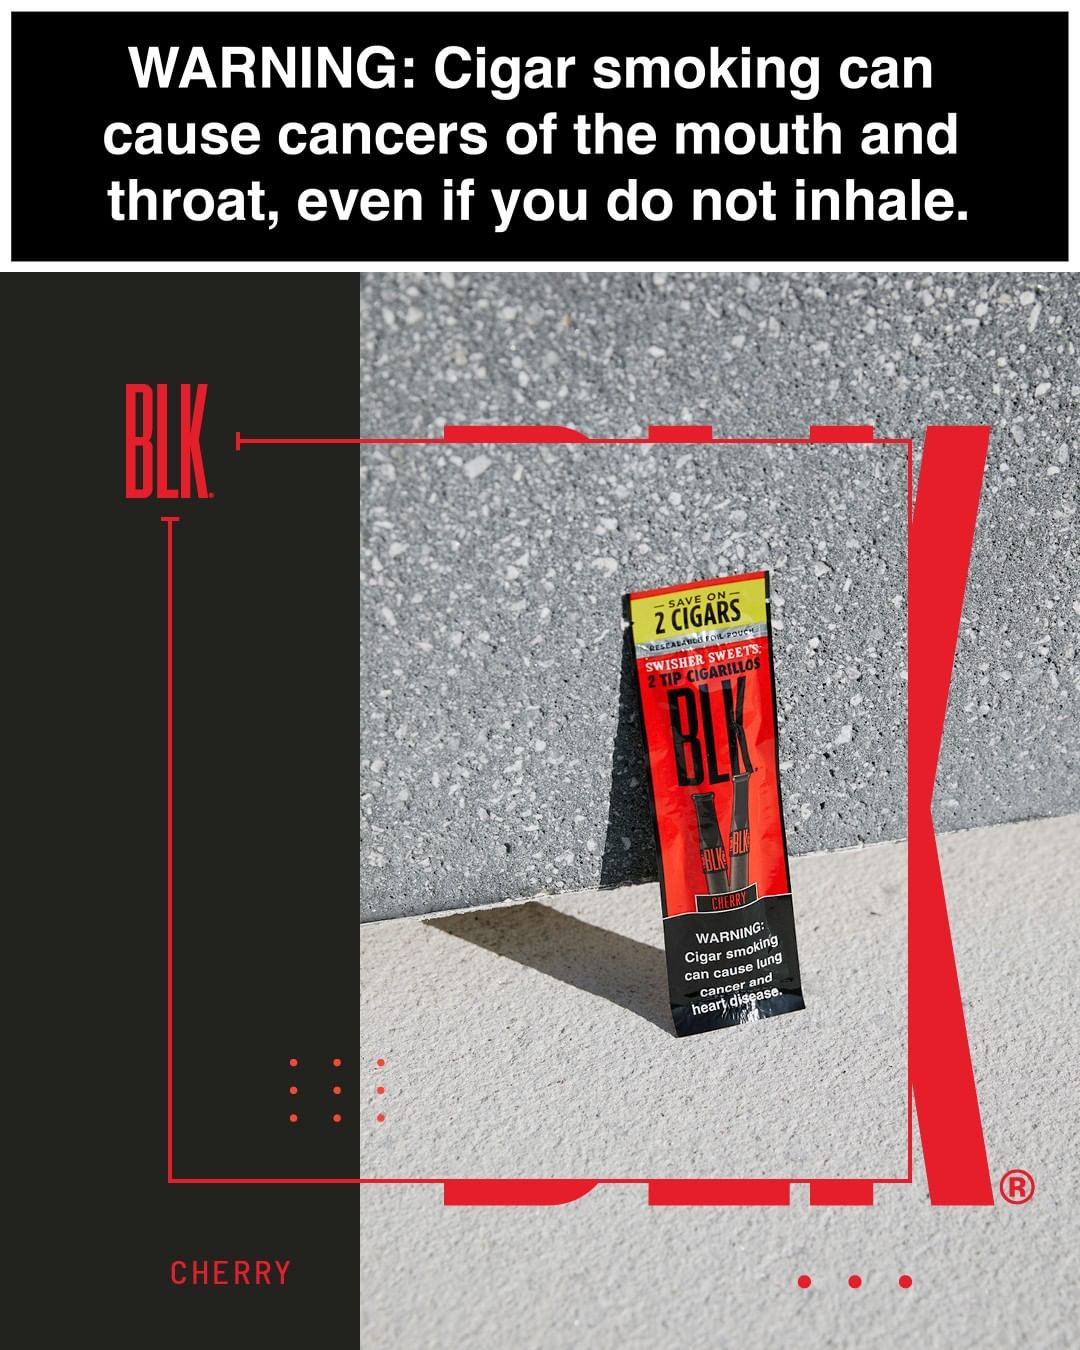 WARNING: Cigar smoking can
cause cancers of the mouth and
throat, even if you do not inhale.
BLK®
BLK®
SAVE ON
2 CIGARS
RESEALABLE FOIL POUCH
SWISHER SWEETS®
2 TIP CIGARILLOS
BLK
BLK BLK
CHERRY
WARNING:
Cigar smoking
can cause lung
cancer and
heart disease.
CHERRY